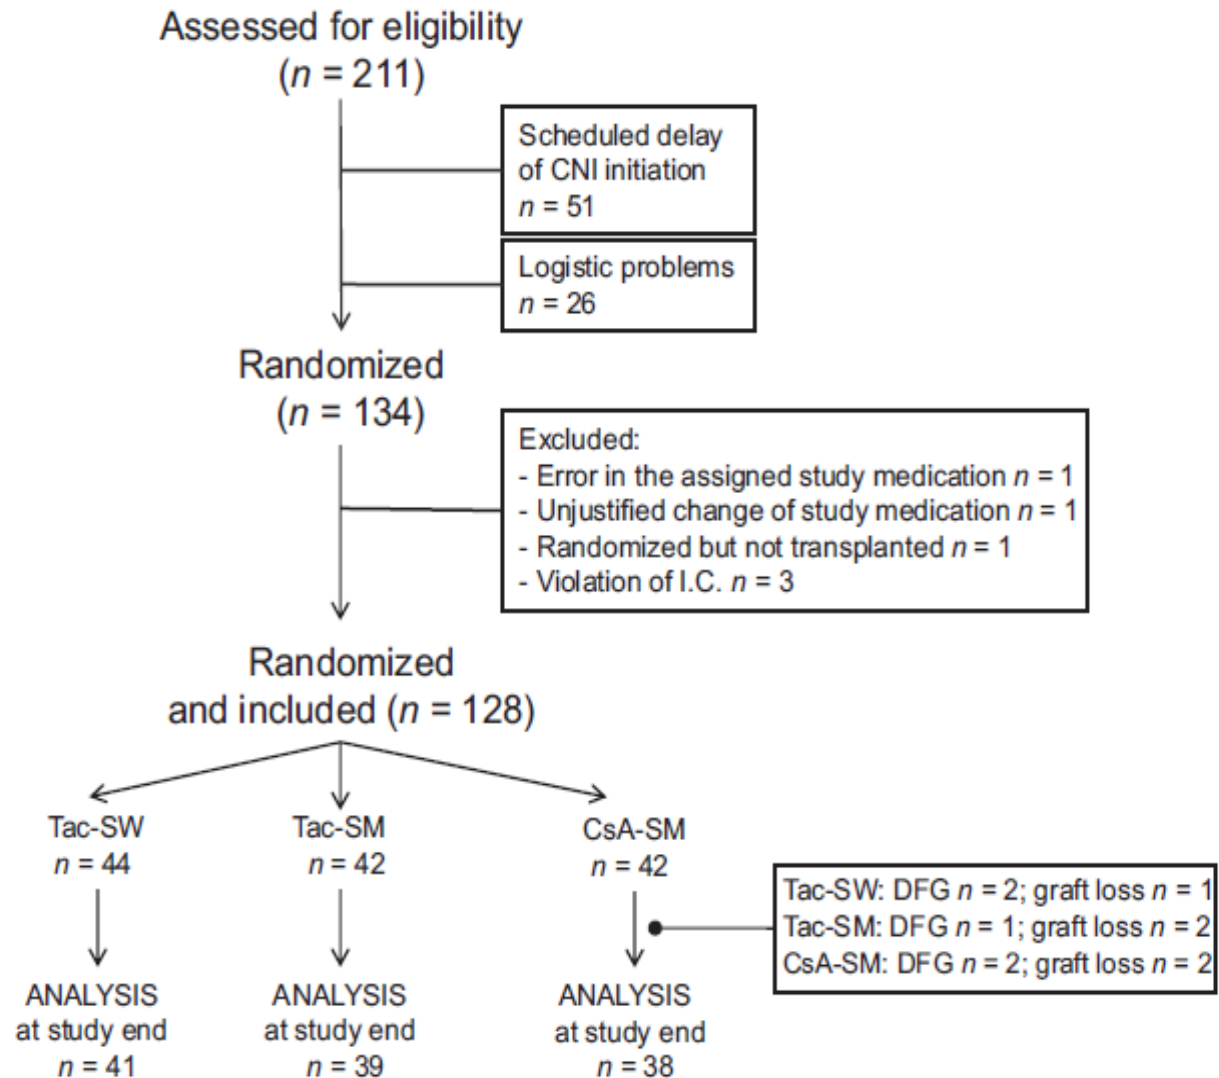 Assessed for eligibility
(n = 211)
Scheduled delay
of CNI initiation
n = 51
Logistic problems
n = 26
Randomized
(n = 134)
Excluded:
- Error in the assigned study medication n = 1
- Unjustified change of study medication n = 1
- Randomized but not transplanted n = 1
- Violation of I.C. n = 3
Randomized
and included (n = 128)
Tac-SW
n = 44
Tac-SM
n = 42
CsA-SM
n = 42
Tac-SW: DFG n = 2; graft loss n = 1
Tac-SM: DFG n = 1; graft loss n = 2
CsA-SM: DFG n = 2; graft loss n = 2
ANALYSIS
at study end
n = 41
ANALYSIS
at study end
n = 39
ANALYSIS
at study end
n = 38